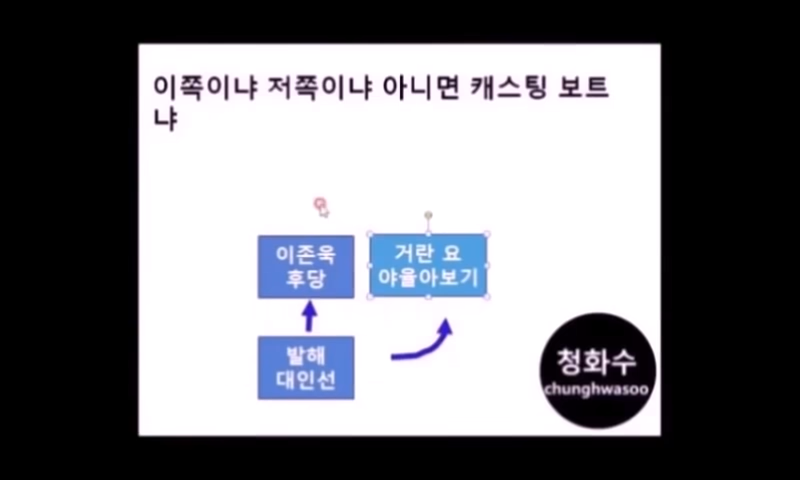 이쪽이냐 저쪽이냐 아니면 캐스팅 보트
냐
이존욱
후당
거란 요
야율아보기
발해
대인선
청화수
chunghwasoo